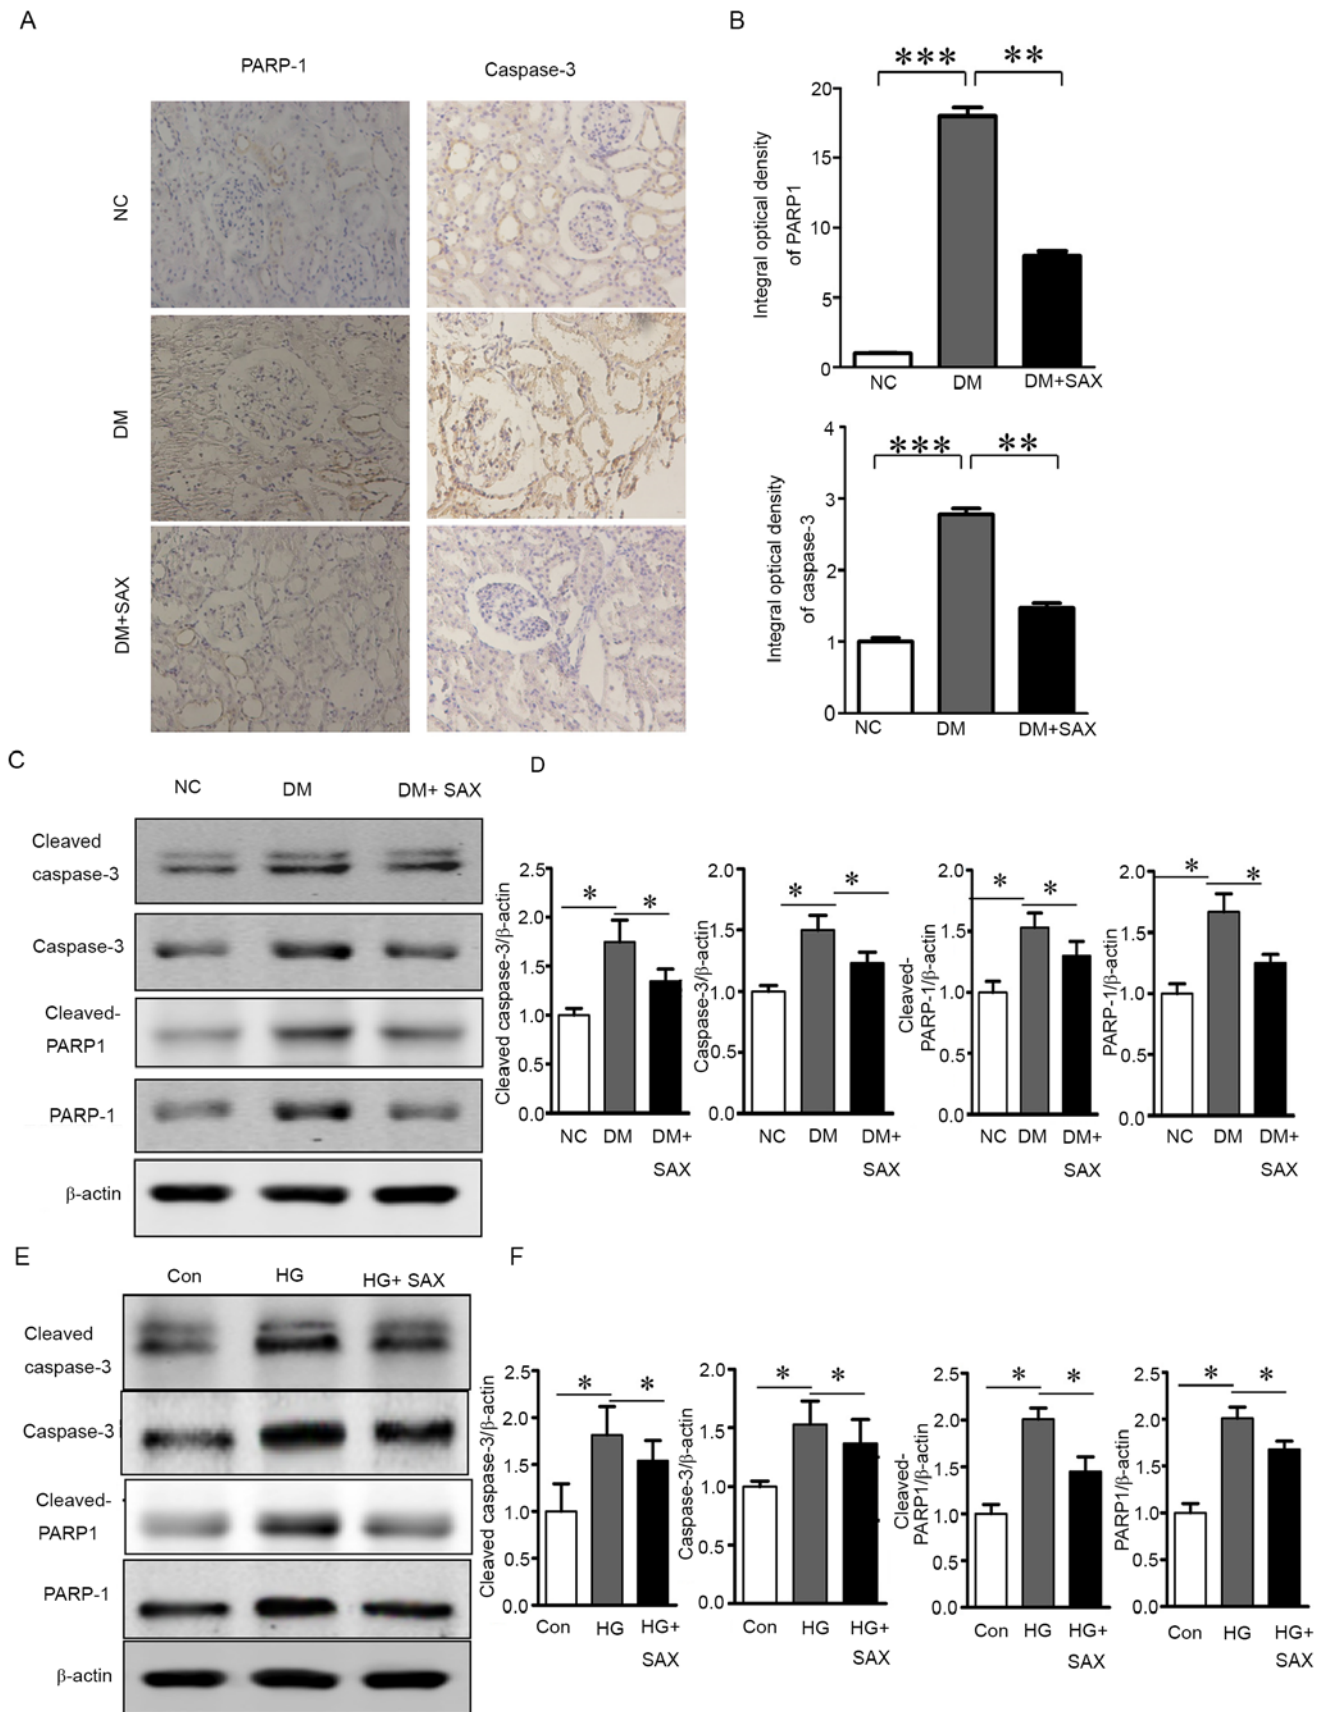 A
PARP-1
Caspase-3
NC
DM
DM+SAX
B
*** **
20
15
10
5
0
Integral optical density
of PARP1
NC DM DM+SAX
*** **
4
3
2
1
0
Integral optical density
of caspase-3
NC DM DM+SAX
C
NC DM DM+ SAX
Cleaved
caspase-3
Caspase-3
Cleaved-
PARP1
PARP-1
β-actin
D
Cleaved caspase-3/β-actin
2.5
2.0
1.5
1.0
0.5
0.0
* *
NC DM DM+
SAX
Caspase-3/β-actin
2.0
1.5
1.0
0.5
0.0
* *
NC DM DM+
SAX
Cleaved-
PARP-1/β-actin
2.0
1.5
1.0
0.5
0.0
* *
NC DM DM+
SAX
PARP-1/β-actin
2.0
1.5
1.0
0.5
0.0
* *
NC DM DM+
SAX
E
Con HG HG+ SAX
Cleaved
caspase-3
Caspase-3
Cleaved-
PARP1
PARP-1
β-actin
F
Cleaved caspase-3/β-actin
2.5
2.0
1.5
1.0
0.5
0.0
* *
Con HG HG+
SAX
Caspase-3/β-actin
2.0
1.5
1.0
0.5
0.0
* *
Con HG HG+
SAX
Cleaved-
PARP1/β-actin
2.5
2.0
1.5
1.0
0.5
0.0
* *
Con HG HG+
SAX
PARP1/β-actin
2.5
2.0
1.5
1.0
0.5
0.0
* *
Con HG HG+
SAX